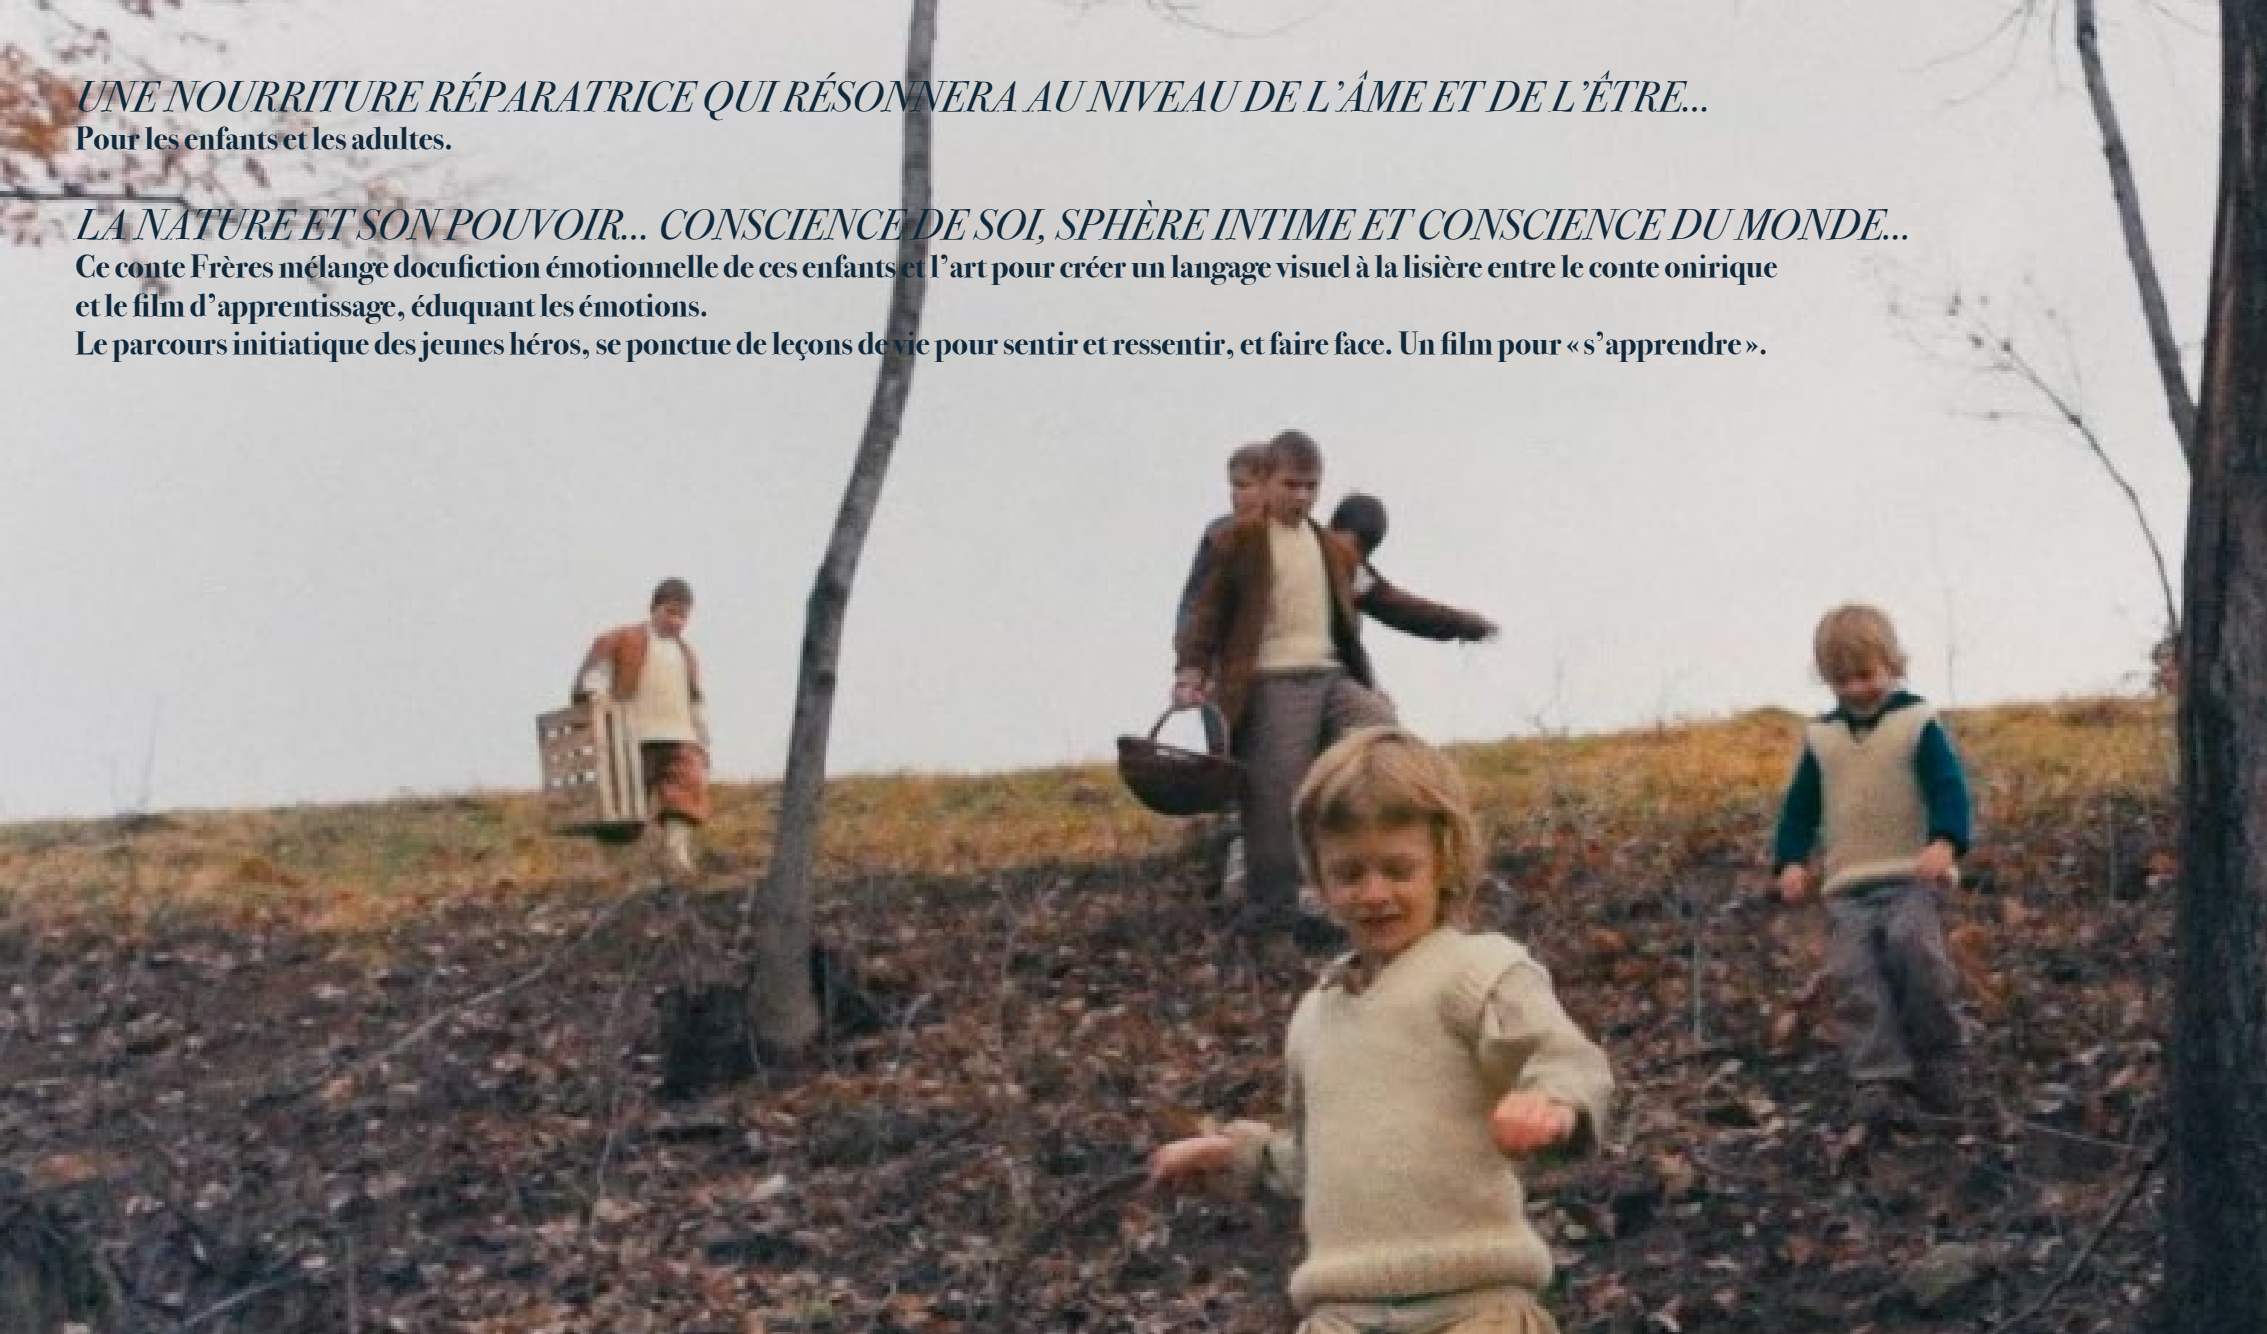 UNE NOURRITURE RÉPARATRICE QUI RÉSONNERA AU NIVEAU DE L’ÂME ET DE L’ÊTRE...
Pour les enfants et les adultes.
LA NATURE ET SON POUVOIR... CONSCIENCE DE SOI, SPHÈRE INTIME ET CONSCIENCE DU MONDE...
Ce conte Frères mélange docufiction émotionnelle de ces enfants et l’art pour créer un langage visuel à la lisière entre le conte onirique
et le film d’apprentissage, éduquant les émotions.
Le parcours initiatique des jeunes héros, se ponctue de leçons de vie pour sentir et ressentir, et faire face. Un film pour « s’apprendre ».